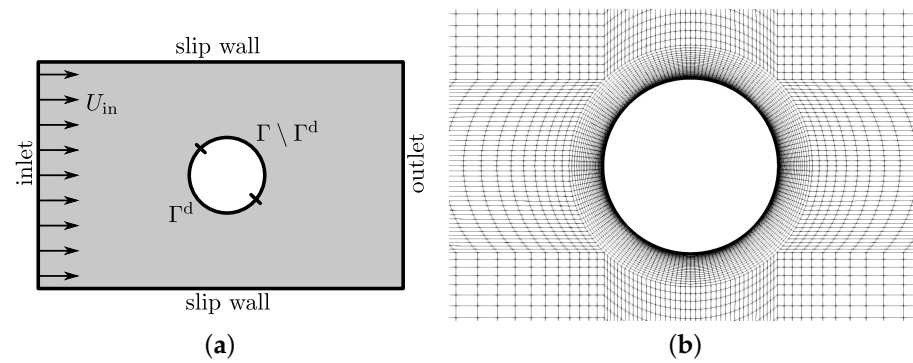 slip wall
U_in
Γ \ Γ^d
inlet
outlet
Γ^d
slip wall
(a)
(b)